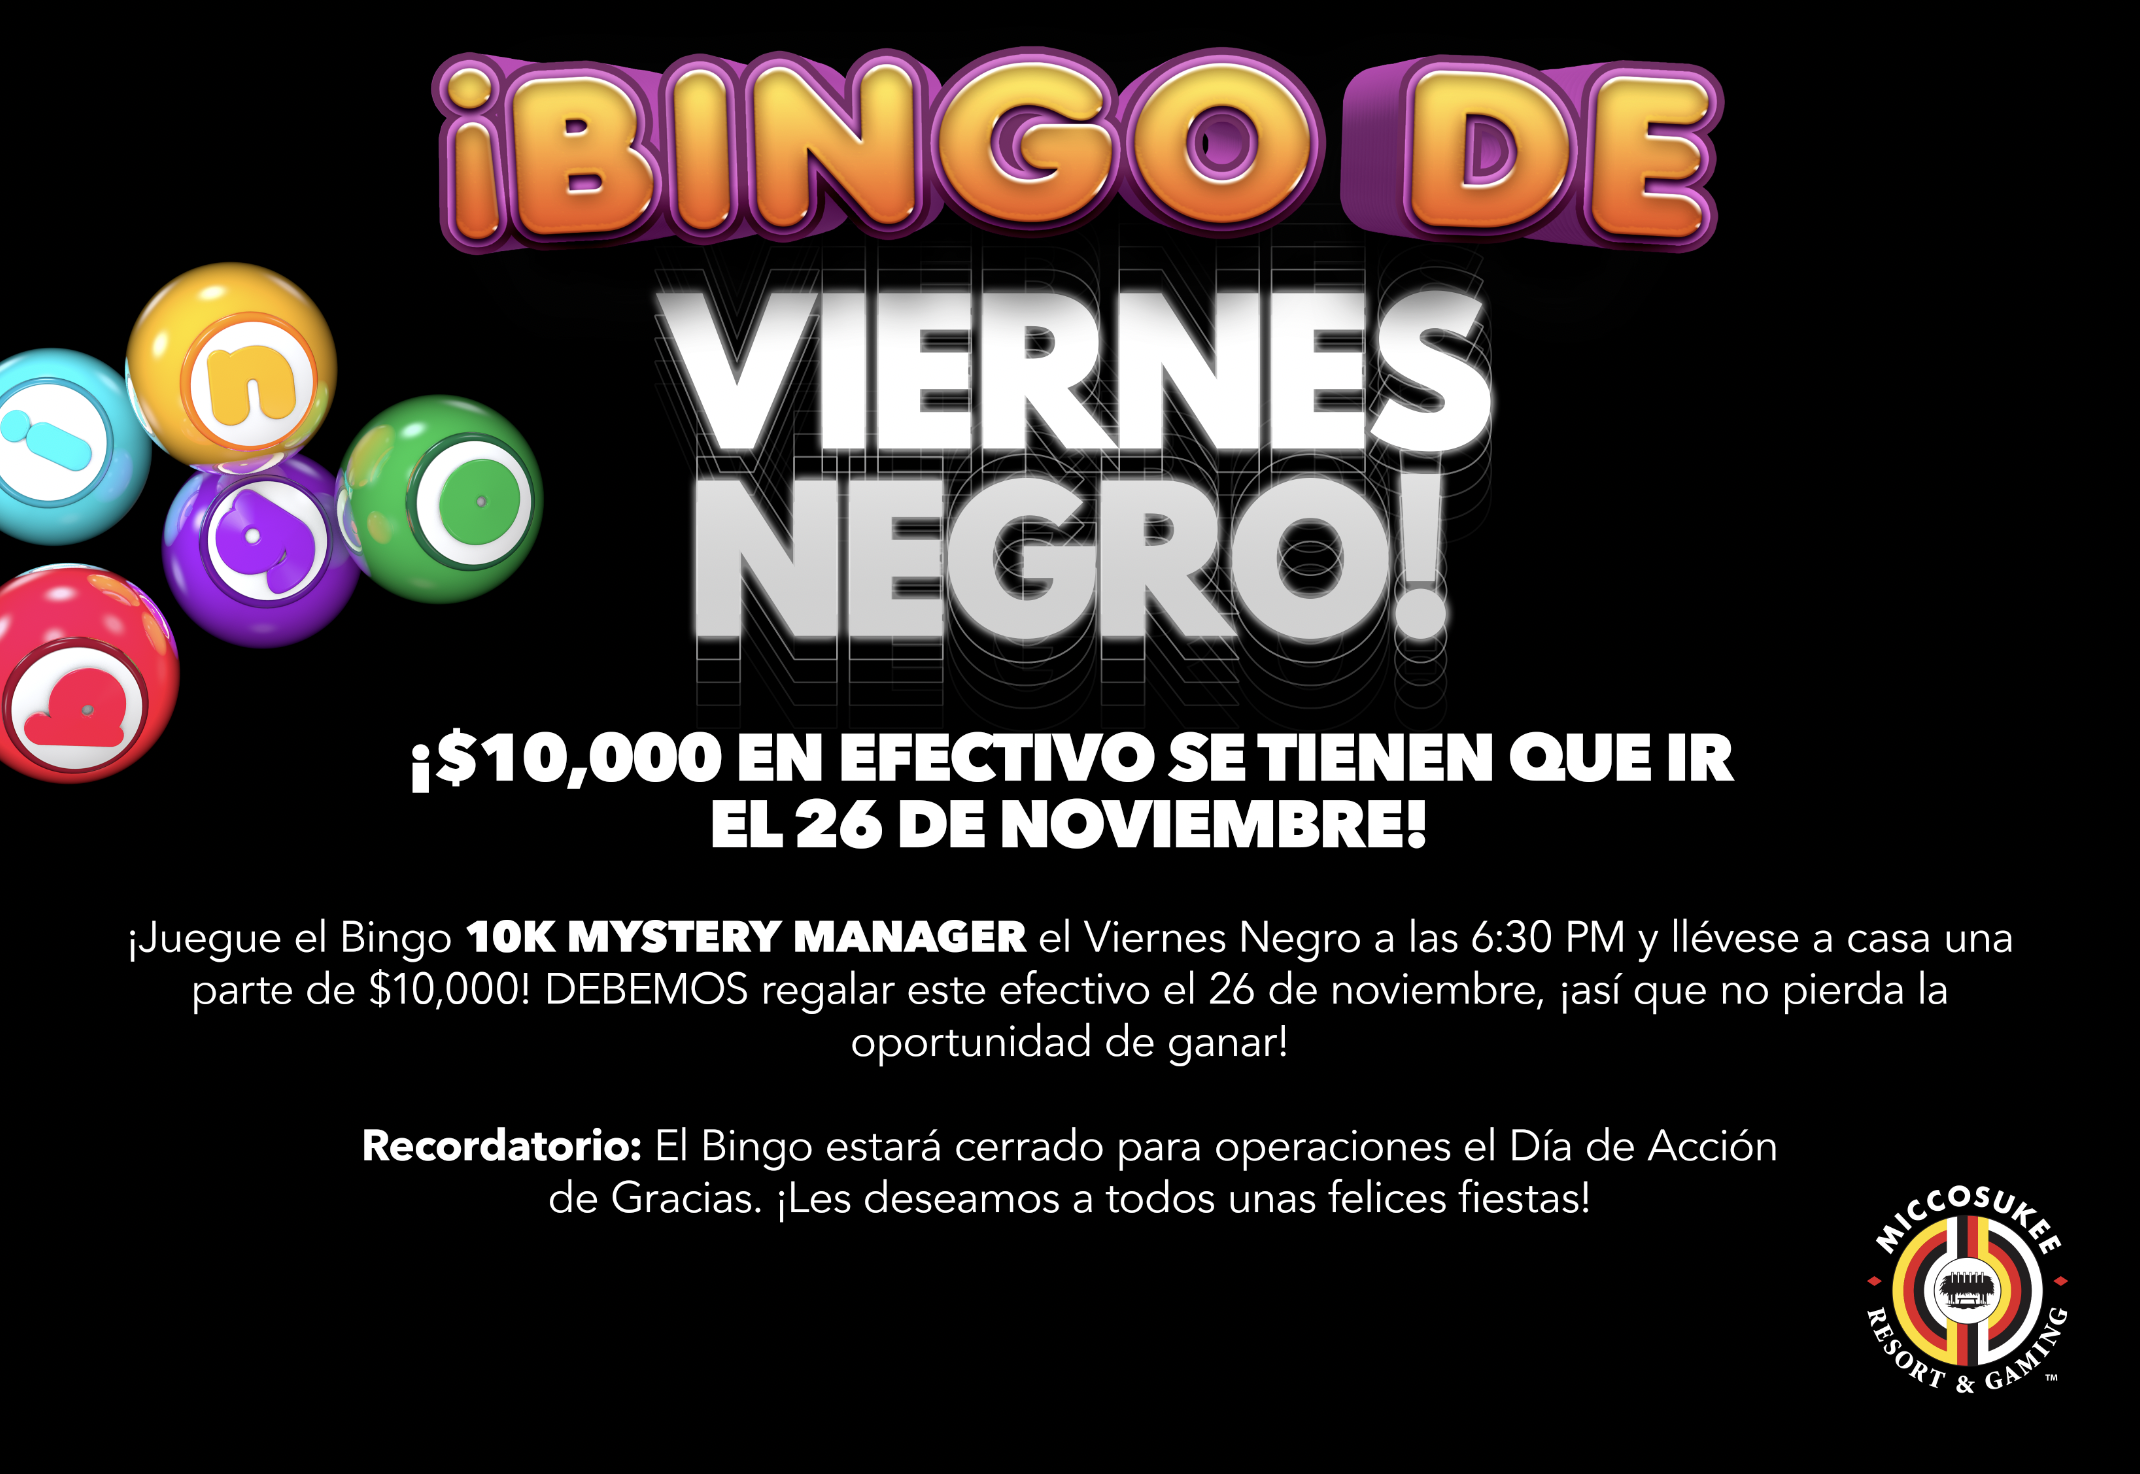 ¡BINGO DE
VIERNES
NEGRO!
i
n
g
o
b
¡$10,000 EN EFECTIVO SE TIENEN QUE IR
EL 26 DE NOVIEMBRE!
¡Juegue el Bingo 10K MYSTERY MANAGER el Viernes Negro a las 6:30 PM y llévese a casa una
parte de $10,000! DEBEMOS regalar este efectivo el 26 de noviembre, ¡así que no pierda la
oportunidad de ganar!
Recordatorio: El Bingo estará cerrado para operaciones el Día de Acción
de Gracias. ¡Les deseamos a todos unas felices fiestas!
MICCOSUKEE
RESORT & GAMING ™